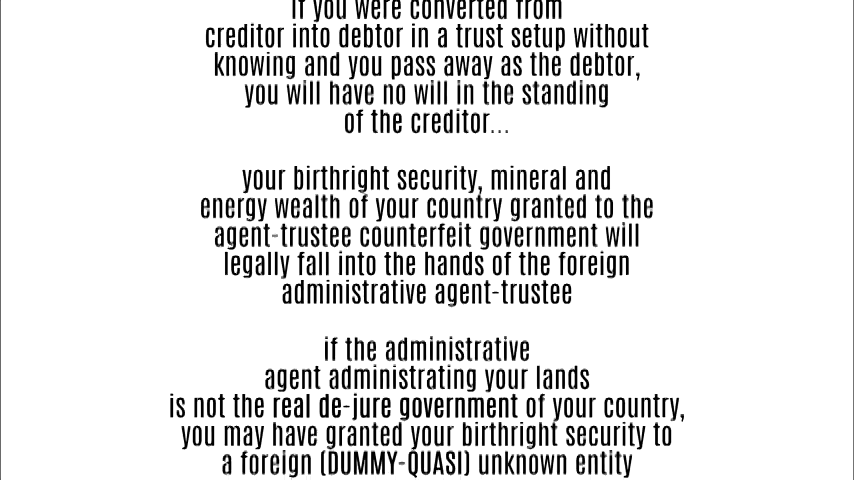 if you were converted from
creditor into debtor in a trust setup without
knowing and you pass away as the debtor,
you will have no will in the standing
of the creditor...
your birthright security, mineral and
energy wealth of your country granted to the
agent-trustee counterfeit government will
legally fall into the hands of the foreign
administrative agent-trustee
if the administrative
agent administrating your lands
is not the real de-jure government of your country,
you may have granted your birthright security to
a foreign (DUMMY-QUASI) unknown entity